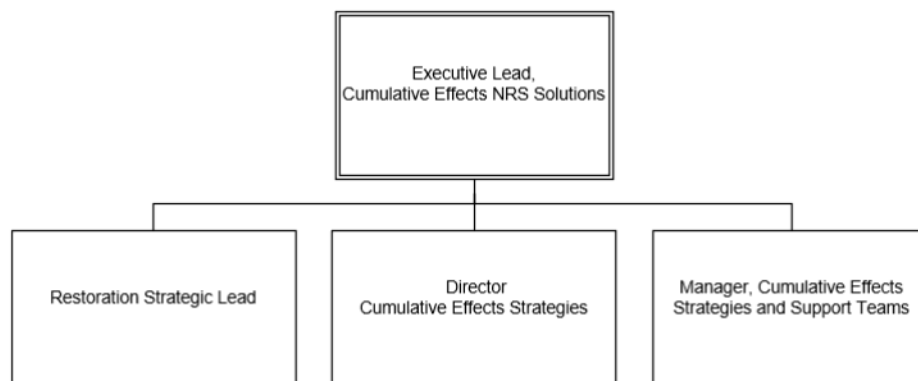 Executive Lead,
Cumulative Effects NRS Solutions
Restoration Strategic Lead
Director
Cumulative Effects Strategies
Manager, Cumulative Effects
Strategies and Support Teams